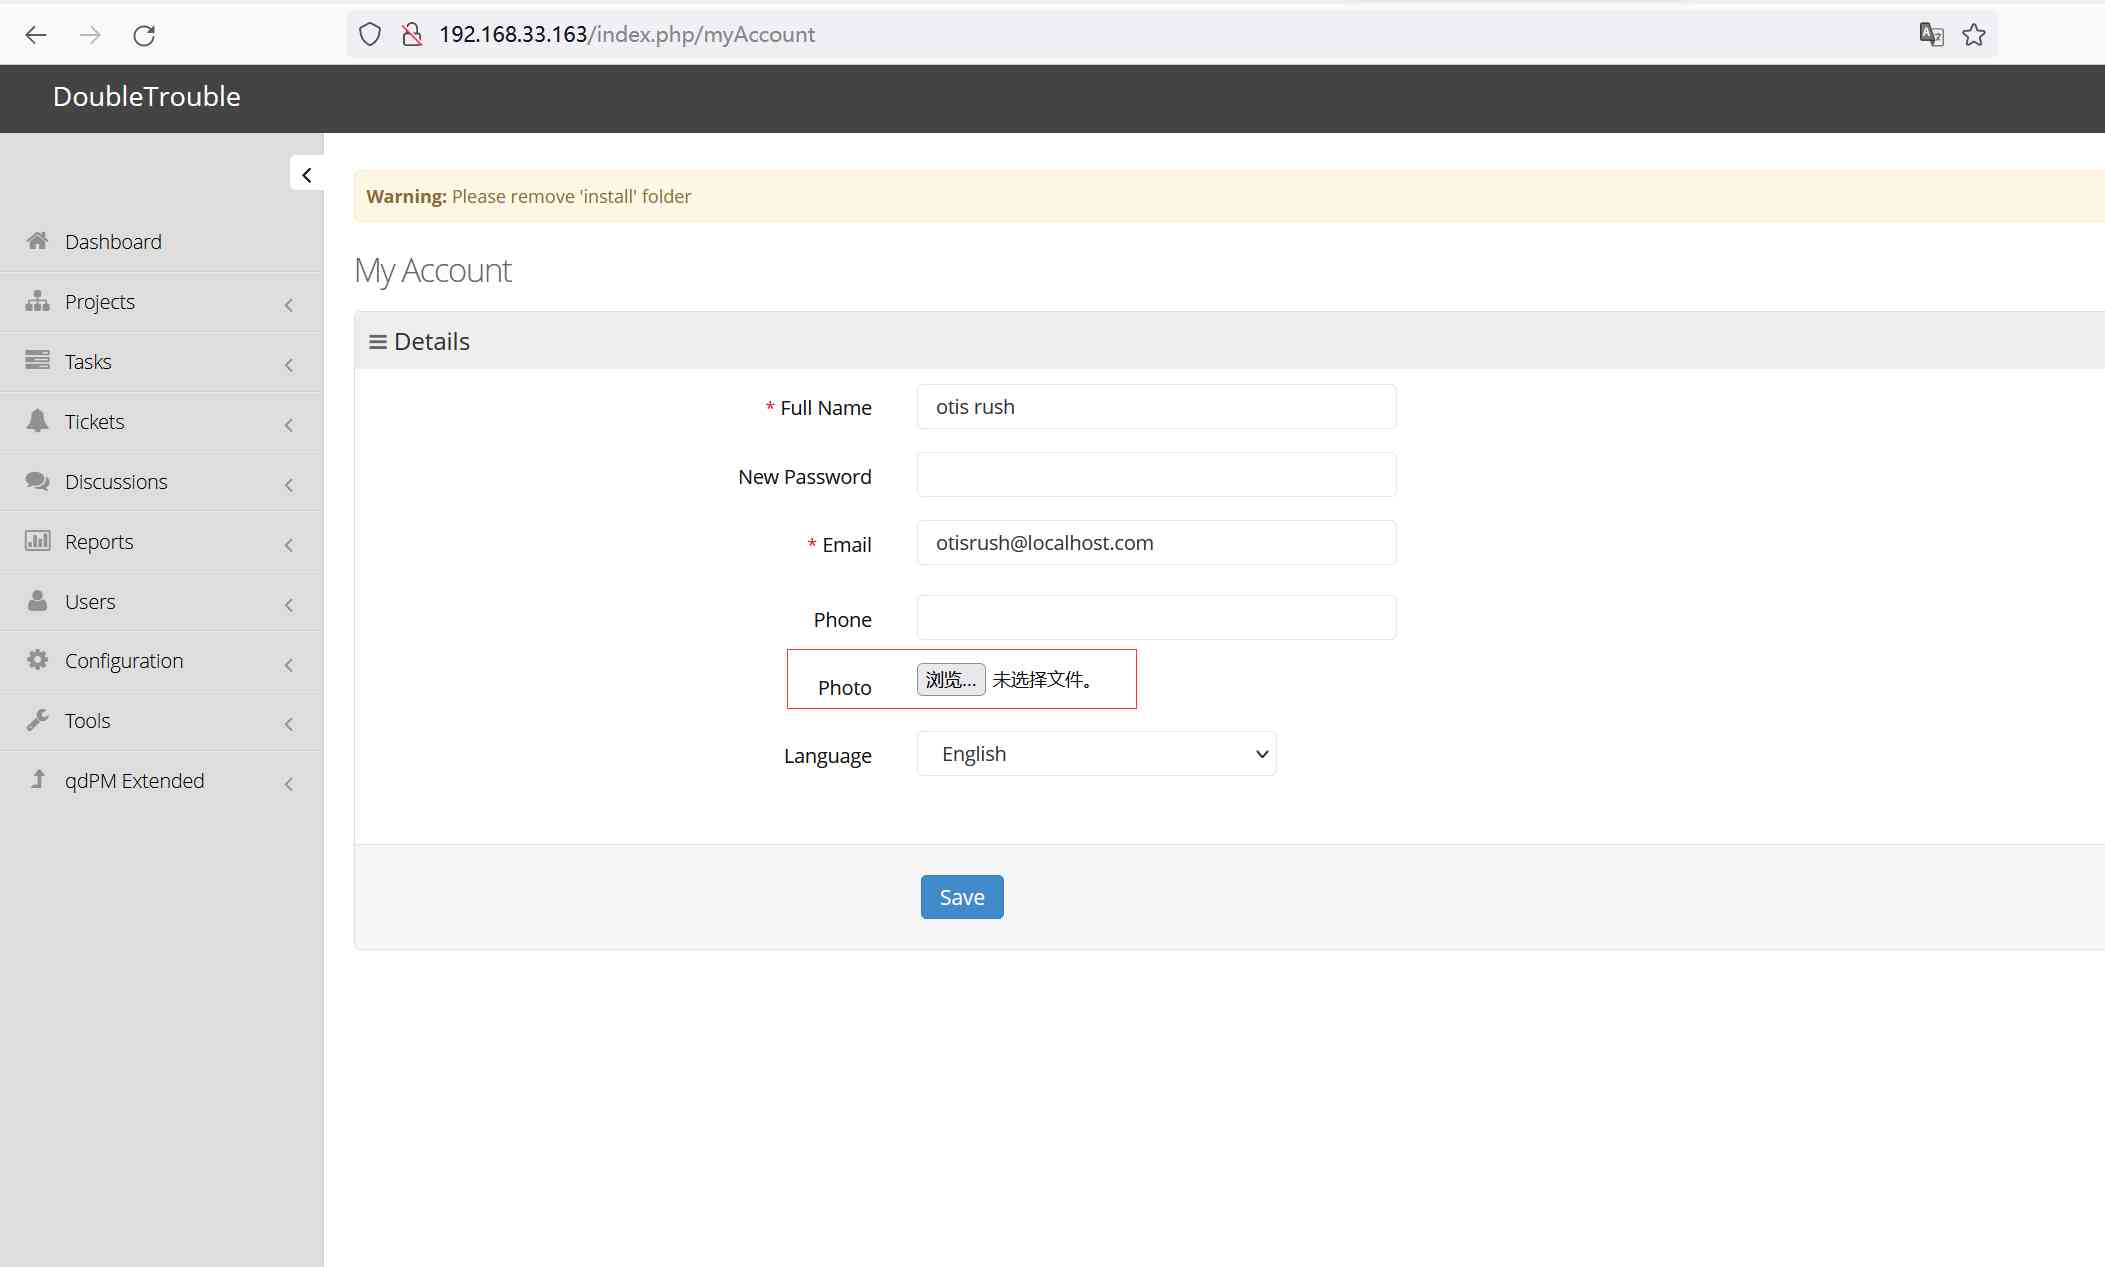 192.168.33.163/index.php/myAccount
DoubleTrouble
Warning: Please remove 'install' folder
Dashboard
Projects
Tasks
Tickets
Discussions
Reports
Users
Configuration
Tools
qdPM Extended
My Account
Details
* Full Name otis rush
New Password
* Email otisrush@localhost.com
Phone
Photo 浏览... 未选择文件。
Language English
Save